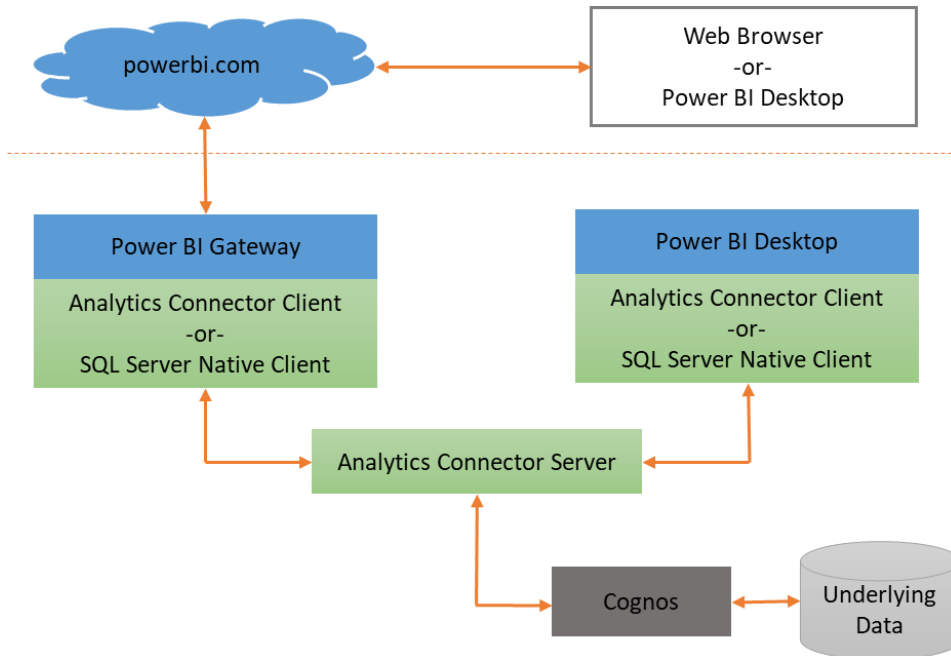 powerbi.com
Web Browser
-or-
Power BI Desktop
Power BI Gateway
Analytics Connector Client
-or-
SQL Server Native Client
Power BI Desktop
Analytics Connector Client
-or-
SQL Server Native Client
Analytics Connector Server
Cognos
Underlying
Data